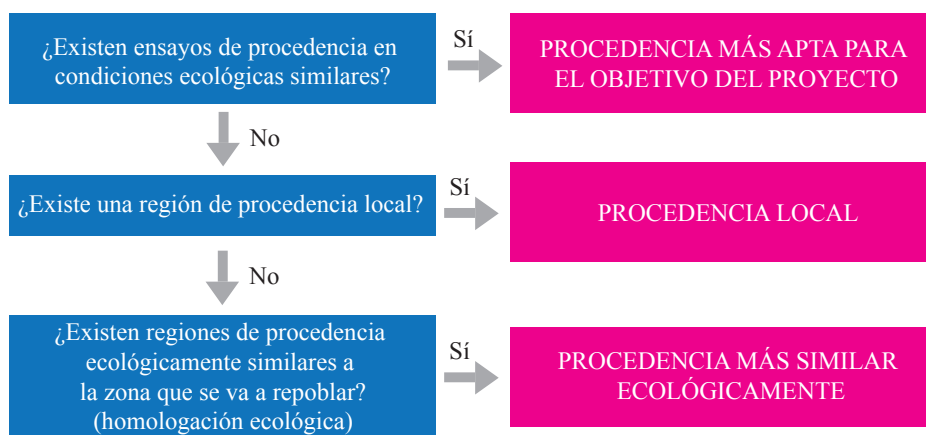 ¿Existen ensayos de procedencia en
condiciones ecológicas similares?
Sí
PROCEDENCIA MÁS APTA PARA
EL OBJETIVO DEL PROYECTO
No
¿Existe una región de procedencia local?
Sí
PROCEDENCIA LOCAL
No
¿Existen regiones de procedencia
ecológicamente similares a
la zona que se va a repoblar?
(homologación ecológica)
Sí
PROCEDENCIA MÁS SIMILAR
ECOLÓGICAMENTE